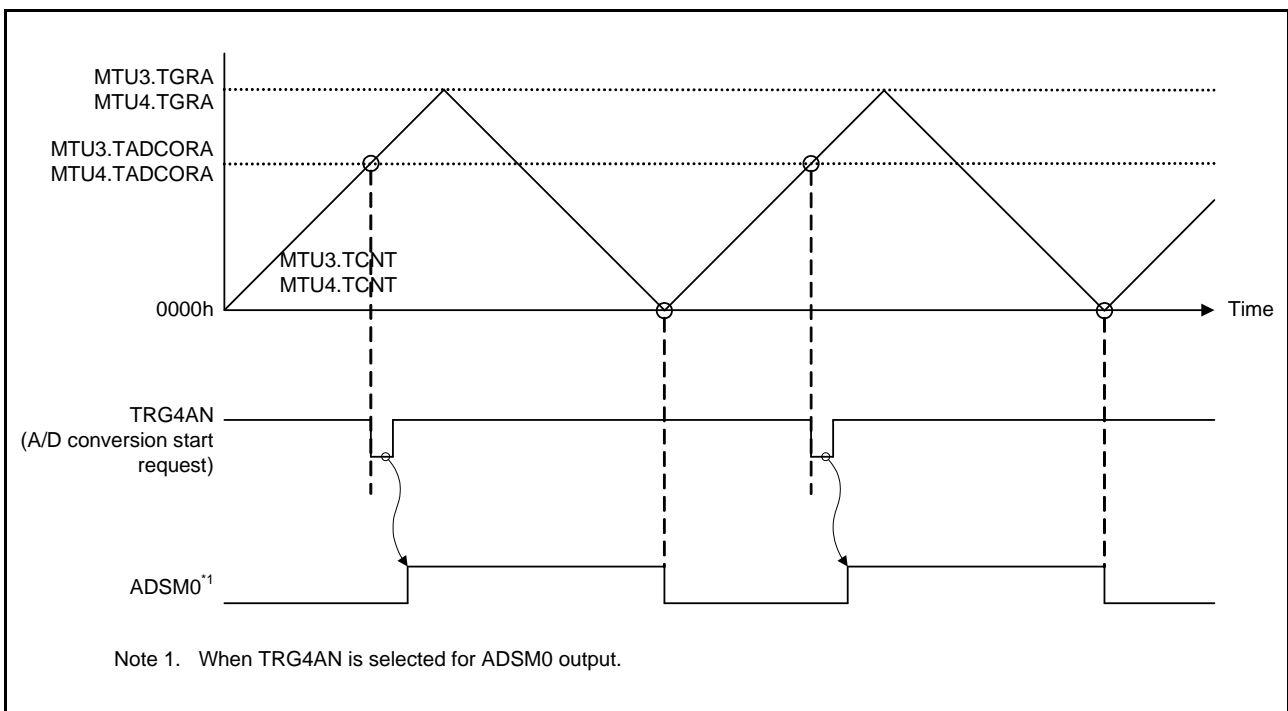 MTU3.TGRA
MTU4.TGRA
MTU3.TADCORA
MTU4.TADCORA
MTU3.TCNT
MTU4.TCNT
0000h
Time
TRG4AN
(A/D conversion start
request)
ADSM0*1
Note 1. When TRG4AN is selected for ADSM0 output.